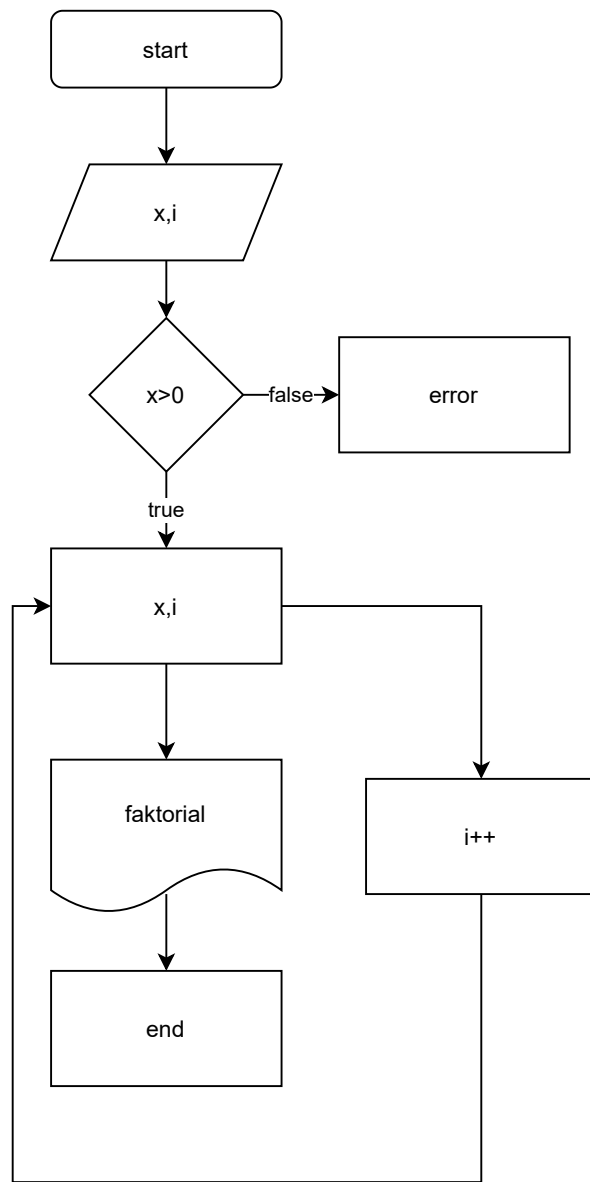 start
x,i
x>0
false
error
true
x,i
faktorial
i++
end